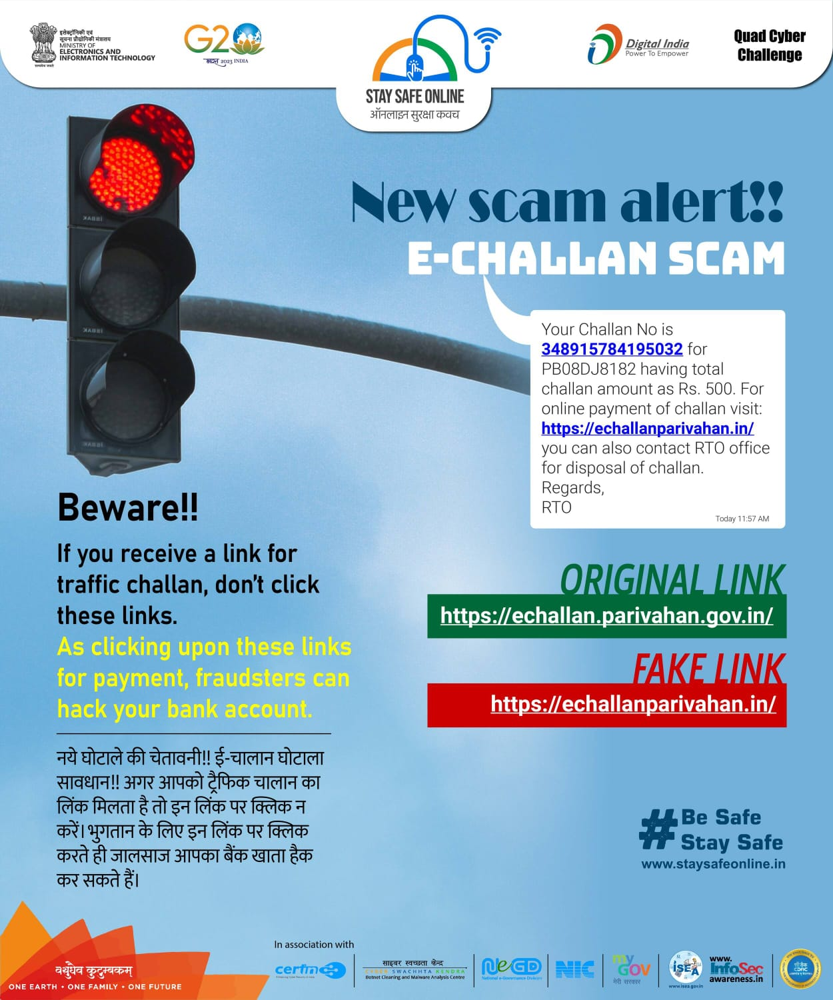 इलेक्ट्रॉनिकी एवं
सूचना प्रौद्योगिकी मंत्रालय
MINISTRY OF
ELECTRONICS AND
INFORMATION TECHNOLOGY
सत्यमेव जयते
G20
भारत 2023 INDIA
STAY SAFE ONLINE
ऑनलाइन सुरक्षा कवच
Digital India
Power To Empower
Quad Cyber
Challenge
New scam alert!!
E-CHALLAN SCAM
Your Challan No is
348915784195032 for
PB08DJ8182 having total
challan amount as Rs. 500. For
online payment of challan visit:
https://echallanparivahan.in/
you can also contact RTO office
for disposal of challan.
Regards,
RTO
Today 11:57 AM
Beware!!
If you receive a link for
traffic challan, don't click
these links.
As clicking upon these links
for payment, fraudsters can
hack your bank account.
ORIGINAL LINK
https://echallan.parivahan.gov.in/
FAKE LINK
https://echallanparivahan.in/
नये घोटाले की चेतावनी!! ई-चालान घोटाला
सावधान!! अगर आपको ट्रैफिक चालान का
लिंक मिलता है तो इन लिंक पर क्लिक न
करें। भुगतान के लिए इन लिंक पर क्लिक
करते ही जालसाज आपका बैंक खाता हैक
कर सकते हैं।
#Be Safe
Stay Safe
www.staysafeonline.in
वसुधैव कुटुम्बकम्
ONE EARTH • ONE FAMILY • ONE FUTURE
In association with
साइबर स्वच्छता केन्द्र
CYBER SWACHHTA KENDRA
Botnet Cleaning and Malware Analysis Centre
NeGD
National e-Governance Division
NIC
my
GOV
मेरी सरकार
iSEA
www.isea.gov.in
www.
InfoSec
awareness.in
सी डैक
CDAC